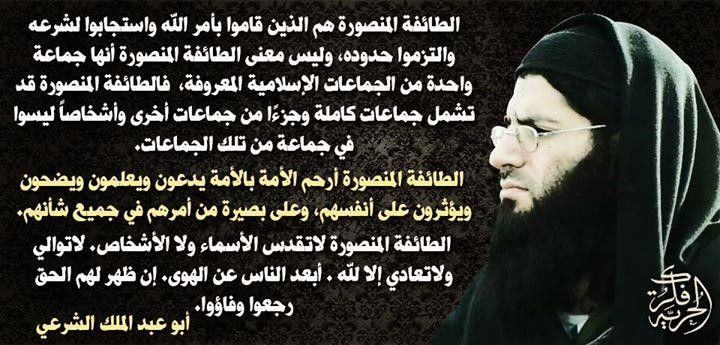 الطائفة المنصورة هم الذين قاموا بأمر الله واستجابوا لشرعه
والتزموا حدوده، وليس معنى الطائفة المنصورة أنها جماعة
واحدة من الجماعات الإسلامية المعروفة، فالطائفة المنصورة قد
تشمل جماعات كاملة وجزءًا من جماعات أخرى وأشخاصاً ليسوا
في جماعة من تلك الجماعات.
الطائفة المنصورة أرحم الأمة بالأمة يدعون ويعلمون ويضحون
ويؤثرون على أنفسهم، وعلى بصيرة من أمرهم في جميع شأنهم.
الطائفة المنصورة لاتقدس الأسماء ولا الأشخاص. لاتوالي
ولاتعادي إلا لله . أبعد الناس عن الهوى. إن ظهر لهم الحق
رجعوا وفاؤوا.
أبو عبد الملك الشرعي
فكرة
الحرية